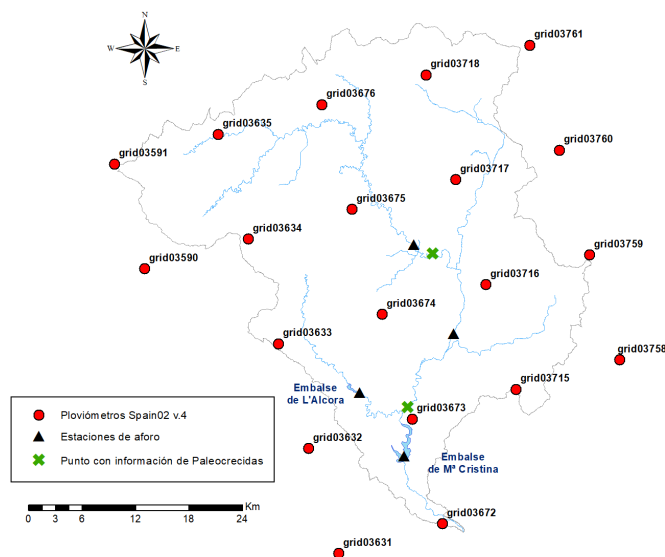 grid03761
N
grid03718
W
E
grid03676
S
grid03635
grid03760
grid03591
grid03717
grid03675
grid03634
grid03759
grid03590
grid03716
grid03674
grid03633
grid03758
Embalse
de L'Alcora
grid03715
Ploviómetros Spain02 v.4
grid03673
Estaciones de aforo
grid03632
Embalse
de Mª Cristina
Punto con información de Paleocrecidas
Km
0 3 6 12 18 24
grid03672
grid03631